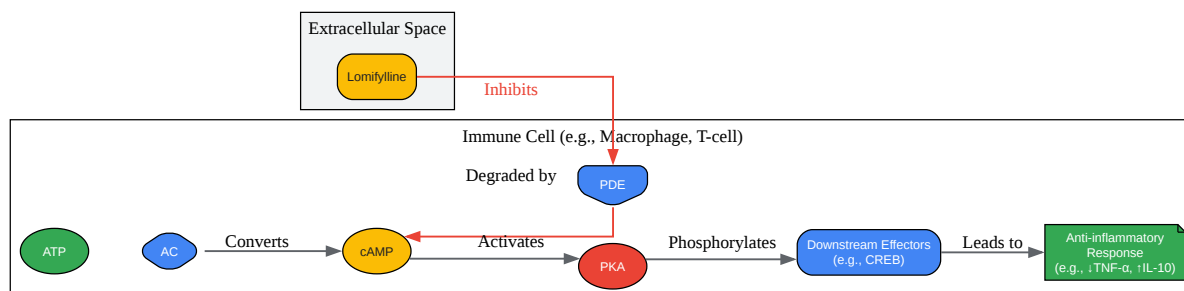 Extracellular Space
Lomifylline
Inhibits
Immune Cell (e.g., Macrophage, T-cell)
Degraded by
PDE
ATP
AC
Converts
cAMP
Activates
PKA
Phosphorylates
Downstream Effectors
(e.g., CREB)
Leads to
Anti-inflammatory
Response
(e.g., ↓TNF-α, ↑IL-10)